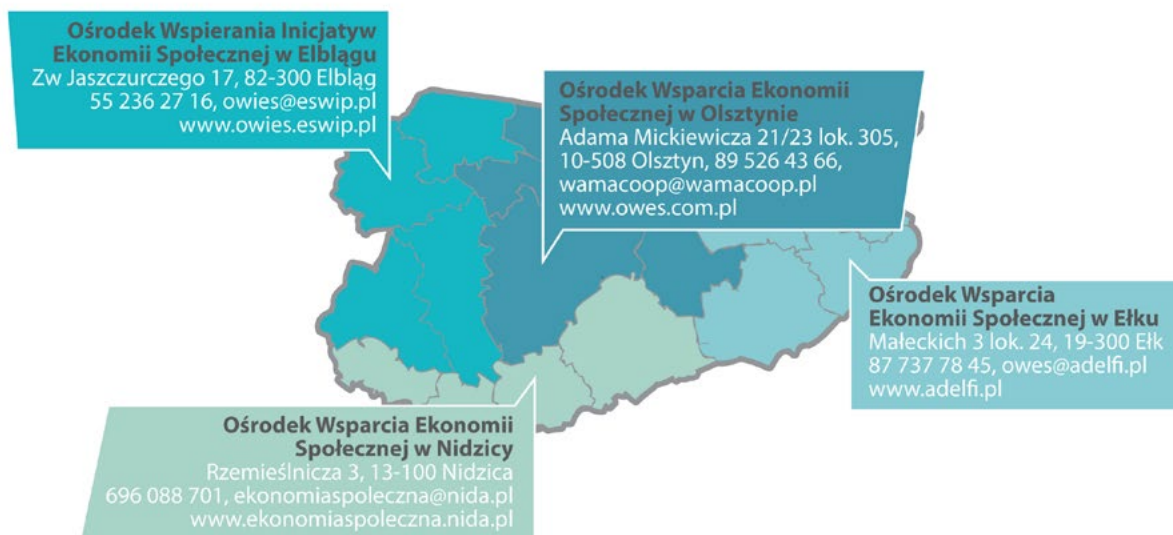 Ośrodek Wspierania Inicjatyw
Ekonomii Społecznej w Elblągu
Zw Jaszczurczego 17, 82-300 Elbląg
55 236 27 16, owies@eswip.pl
www.owies.eswip.pl
Ośrodek Wsparcia Ekonomii
Społecznej w Olsztynie
Adama Mickiewicza 21/23 lok. 305,
10-508 Olsztyn, 89 526 43 66,
wamacoop@wamacoop.pl
www.owes.com.pl
Ośrodek Wsparcia
Ekonomii Społecznej w Ełku
Małeckich 3 lok. 24, 19-300 Ełk
87 737 78 45, owes@adelfi.pl
www.adelfi.pl
Ośrodek Wsparcia Ekonomii
Społecznej w Nidzicy
Rzemieślnicza 3, 13-100 Nidzica
696 088 701, ekonomiaspoleczna@nida.pl
www.ekonomiaspoleczna.nida.pl